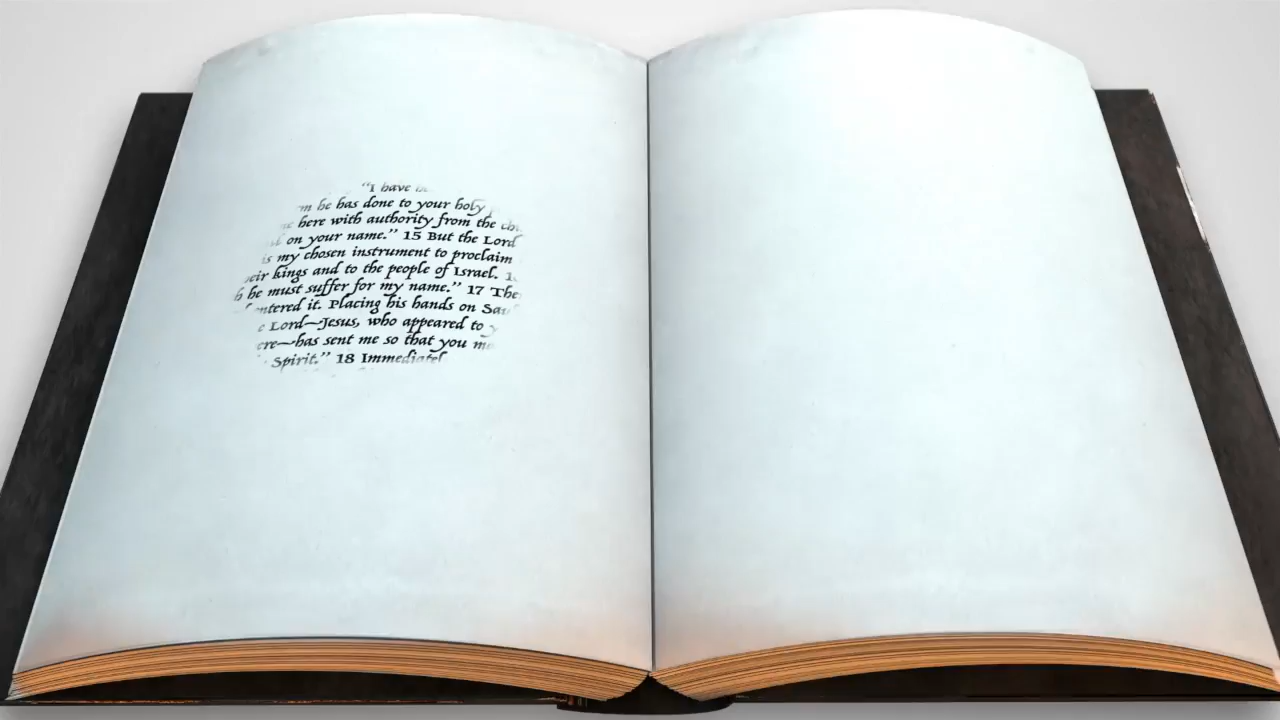 "I have
he has done to your holy
here with authority from the
on your name." 15 But the Lord
is my chosen instrument to proclaim
kings and to the people of Israel.
he must suffer for my name." 17
entered it. Placing his hands on
Lord—Jesus, who appeared to
has sent me so that you
Spirit." 18